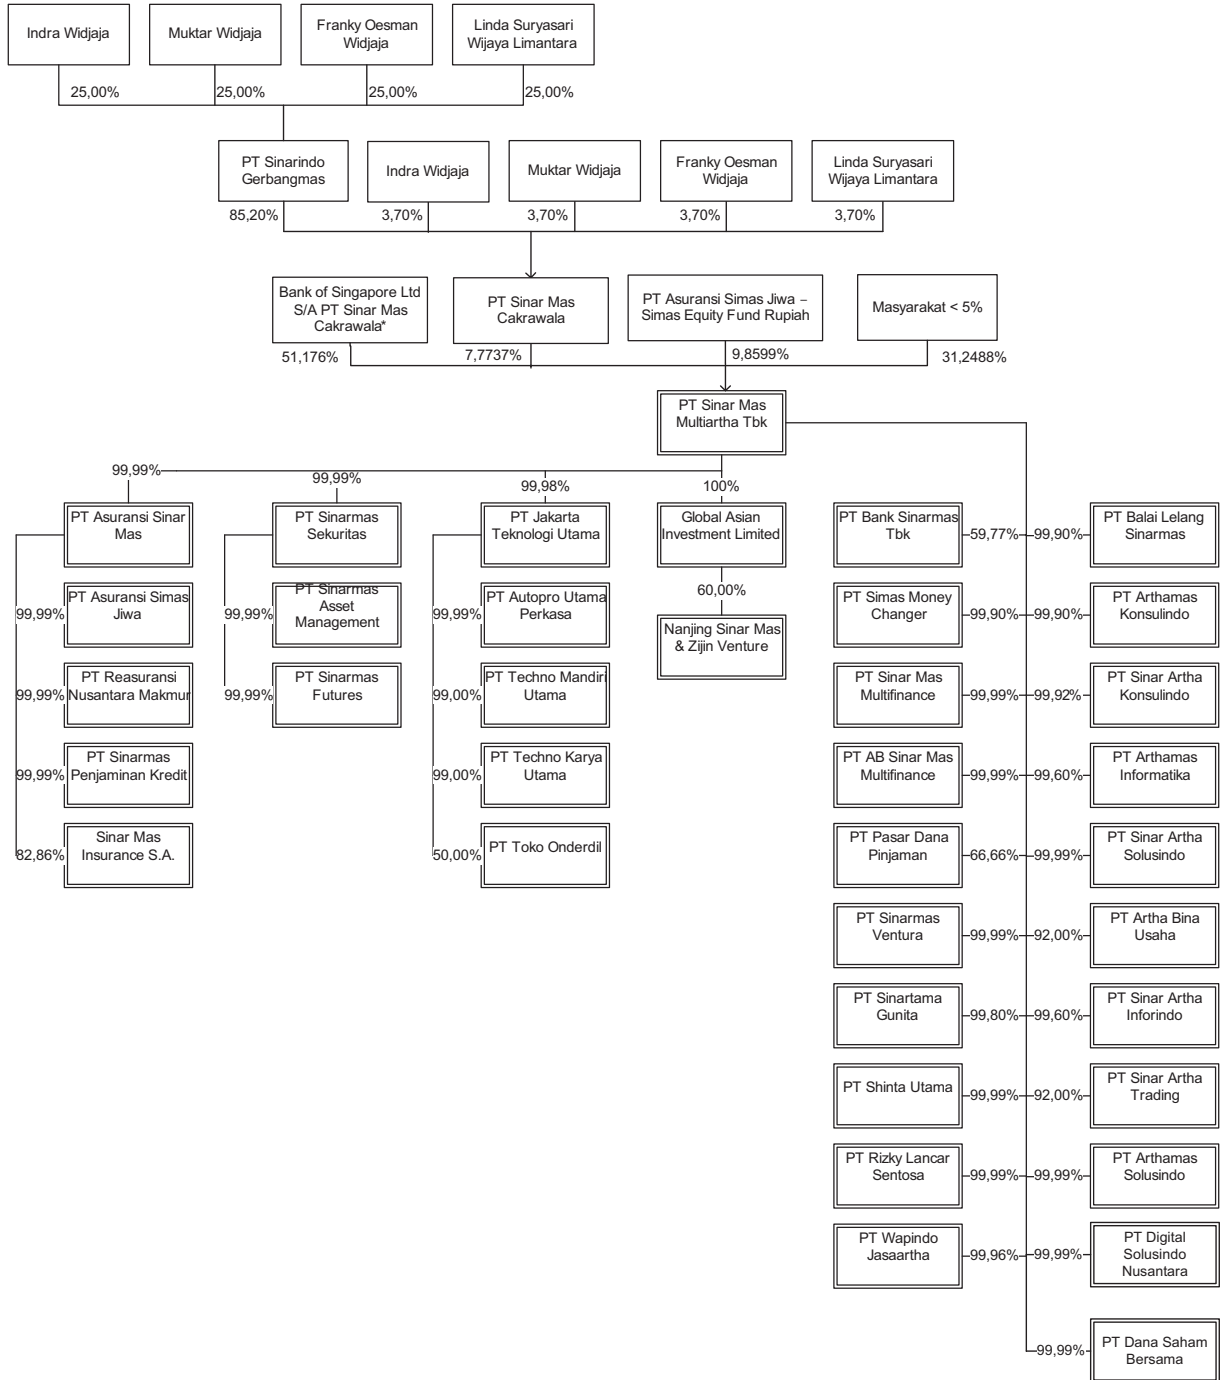 Indra Widjaja
Muktar Widjaja
Franky Oesman
Widjaja
Linda Suryasari
Wijaya Limantara
25,00%
25,00%
25,00%
25,00%
PT Sinarindo
Gerbangmas
Indra Widjaja
Muktar Widjaja
Franky Oesman
Widjaja
Linda Suryasari
Wijaya Limantara
85,20%
3,70%
3,70%
3,70%
3,70%
Bank of Singapore Ltd
S/A PT Sinar Mas
Cakrawala*
PT Sinar Mas
Cakrawala
PT Asuransi Simas Jiwa –
Simas Equity Fund Rupiah
Masyarakat < 5%
51,176%
7,7737%
9,8599%
31,2488%
PT Sinar Mas
Multiartha Tbk
99,99%
99,99%
99,98%
100%
PT Asuransi Sinar
Mas
PT Sinarmas
Sekuritas
PT Jakarta
Teknologi Utama
Global Asian
Investment Limited
PT Bank Sinarmas
Tbk
59,77%
99,90%
PT Balai Lelang
Sinarmas
99,99%
PT Asuransi Simas
Jiwa
99,99%
PT Sinarmas
Asset
Management
99,99%
PT Autopro Utama
Perkasa
60,00%
Nanjing Sinar Mas
& Zijin Venture
PT Simas Money
Changer
99,90%
99,90%
PT Arthamas
Konsulindo
99,99%
PT Reasuransi
Nusantara Makmur
99,99%
PT Sinarmas
Futures
99,00%
PT Techno Mandiri
Utama
PT Sinar Mas
Multifinance
99,99%
99,92%
PT Sinar Artha
Konsulindo
99,99%
PT Sinarmas
Penjaminan Kredit
99,00%
PT Techno Karya
Utama
PT AB Sinar Mas
Multifinance
99,99%
99,60%
PT Arthamas
Informatika
82,86%
Sinar Mas
Insurance S.A.
50,00%
PT Toko Onderdil
PT Pasar Dana
Pinjaman
66,66%
99,99%
PT Sinar Artha
Solusindo
PT Sinarmas
Ventura
99,99%
92,00%
PT Artha Bina
Usaha
PT Sinartama
Gunita
99,80%
99,60%
PT Sinar Artha
Inforindo
PT Shinta Utama
99,99%
92,00%
PT Sinar Artha
Trading
PT Rizky Lancar
Sentosa
99,99%
99,99%
PT Arthamas
Solusindo
PT Wapindo
Jasaartha
99,96%
99,99%
PT Digital
Solusindo
Nusantara
99,99%
PT Dana Saham
Bersama